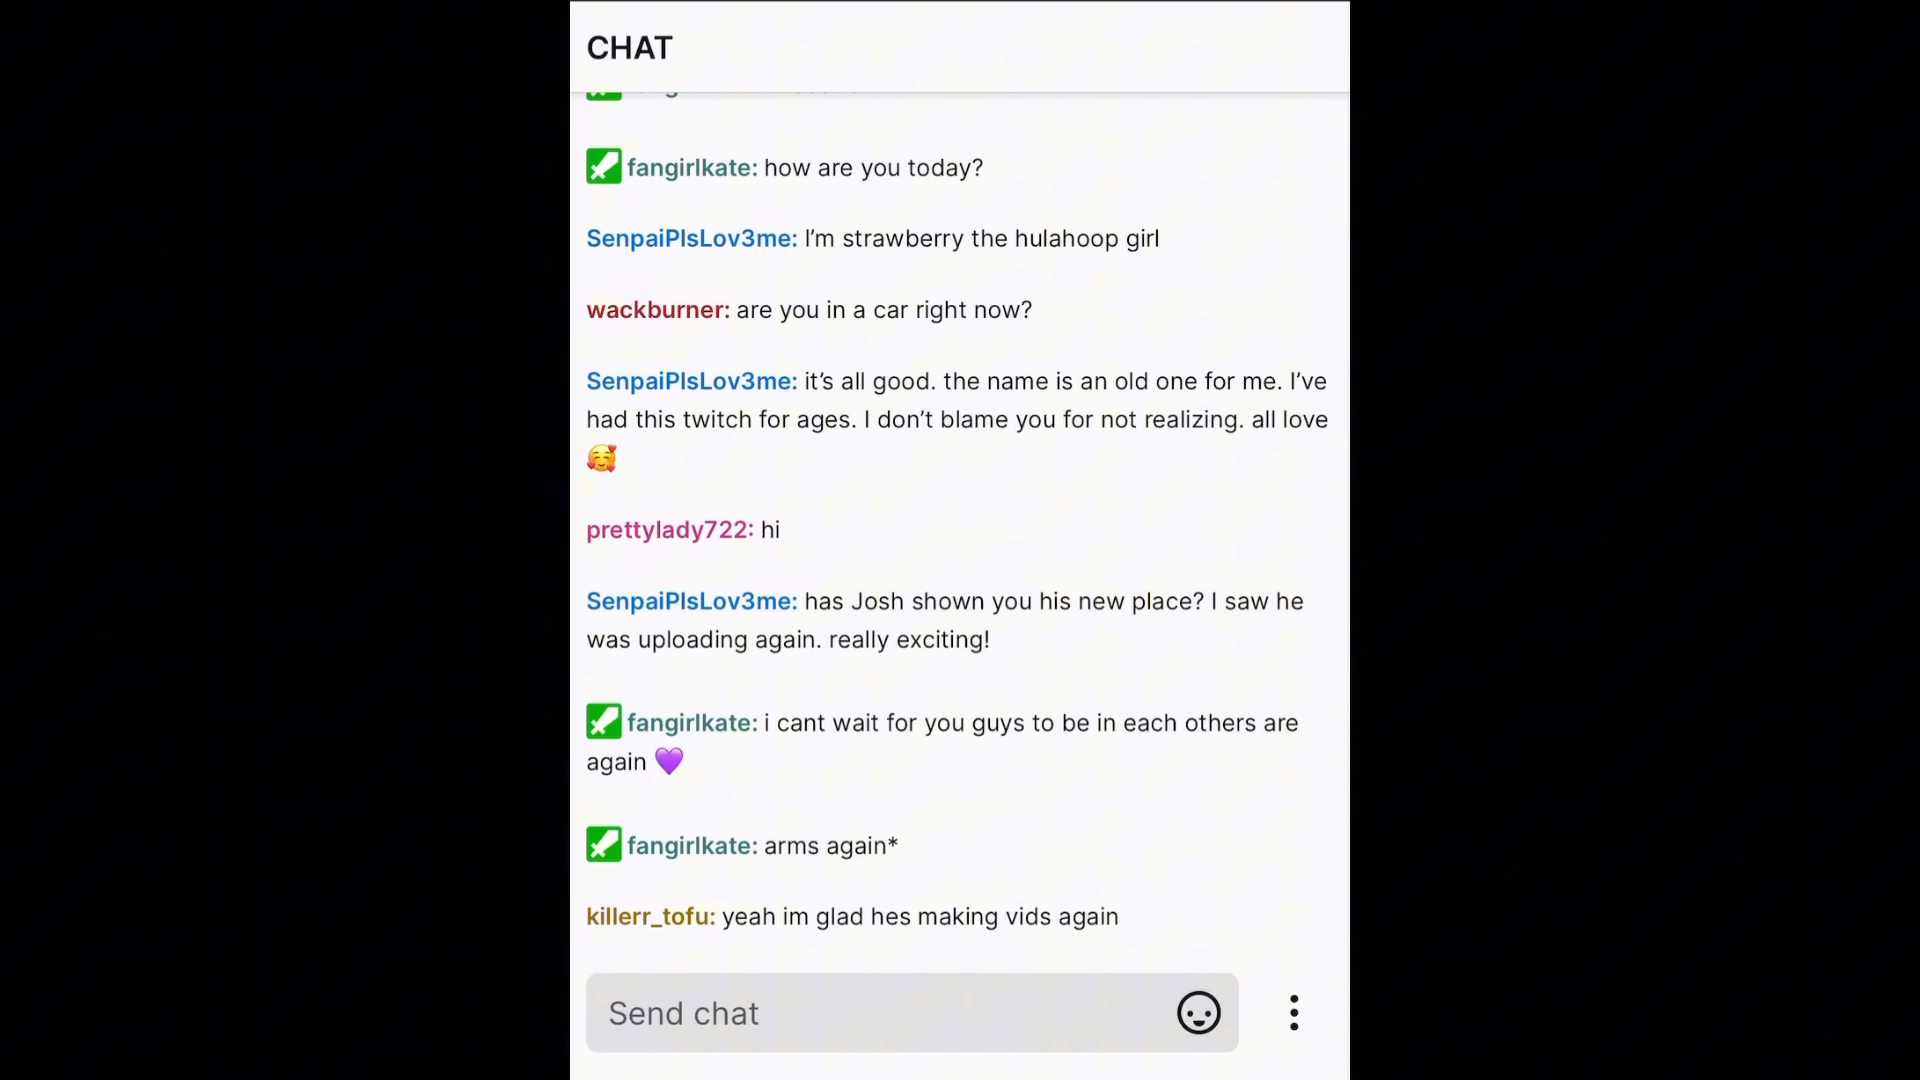 CHAT
fangirlkate: how are you today?
SenpaiPlsLov3me: I’m strawberry the hulahoop girl
wackburner: are you in a car right now?
SenpaiPlsLov3me: it’s all good. the name is an old one for me. I’ve
had this twitch for ages. I don’t blame you for not realizing. all love
🥰
prettylady722: hi
SenpaiPlsLov3me: has Josh shown you his new place? I saw he
was uploading again. really exciting!
fangirlkate: i cant wait for you guys to be in each others are
again 💜
fangirlkate: arms again*
killerr_tofu: yeah im glad hes making vids again
Send chat